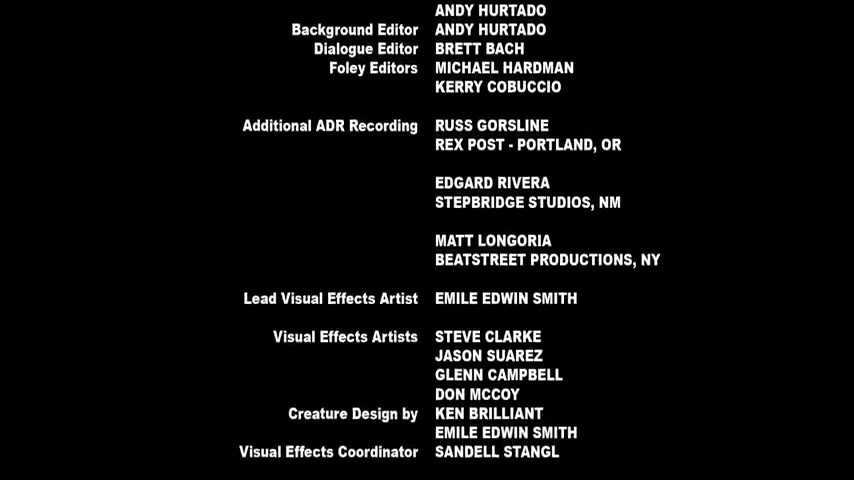 ANDY HURTADO
Background Editor ANDY HURTADO
Dialogue Editor BRETT BACH
Foley Editors MICHAEL HARDMAN
KERRY COBUCCIO
Additional ADR Recording RUSS GORSLINE
REX POST - PORTLAND, OR
EDGARD RIVERA
STEPBRIDGE STUDIOS, NM
MATT LONGORIA
BEATSTREET PRODUCTIONS, NY
Lead Visual Effects Artist EMILE EDWIN SMITH
Visual Effects Artists STEVE CLARKE
JASON SUAREZ
GLENN CAMPBELL
DON MCCOY
Creature Design by KEN BRILLIANT
EMILE EDWIN SMITH
Visual Effects Coordinator SANDELL STANGL